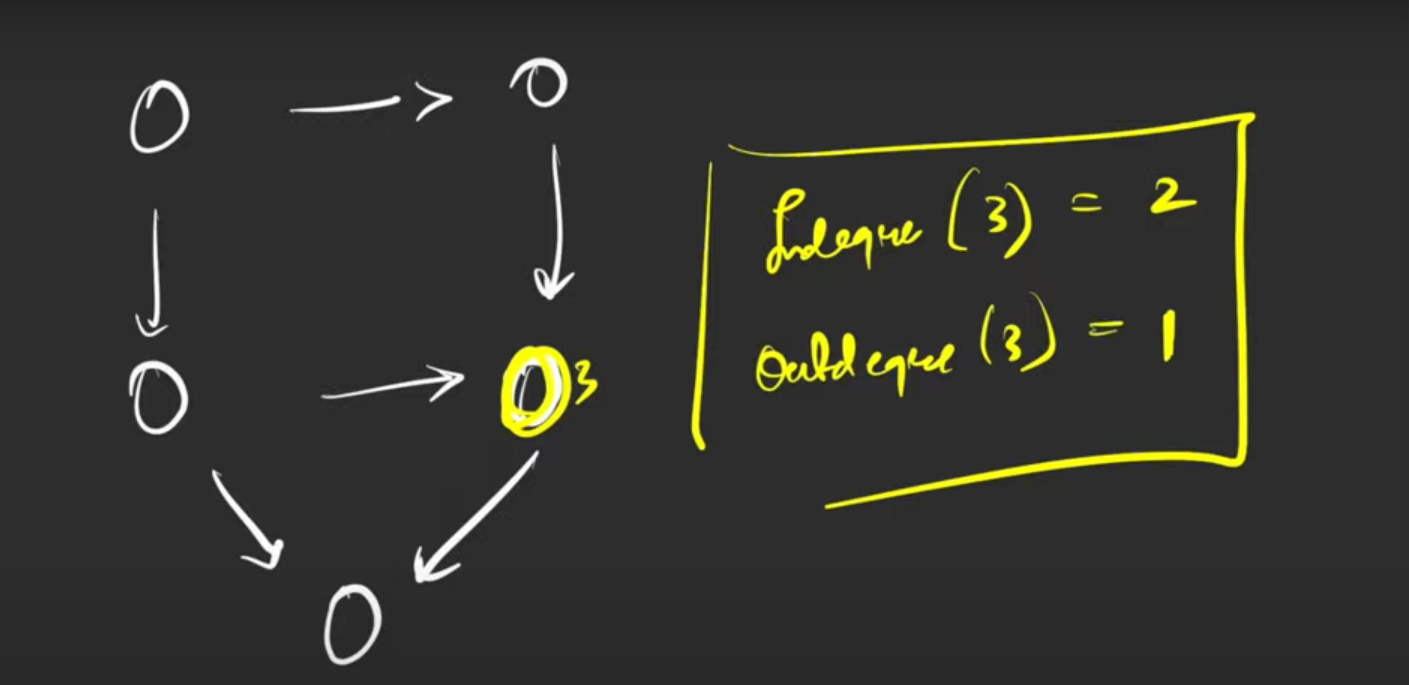 Indegree (3) = 2
Outdegree (3) = 1
3